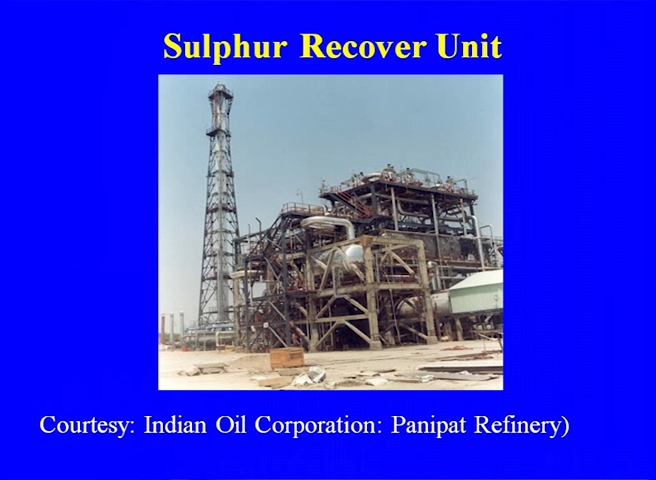 Sulphur Recover Unit
Courtesy: Indian Oil Corporation: Panipat Refinery)